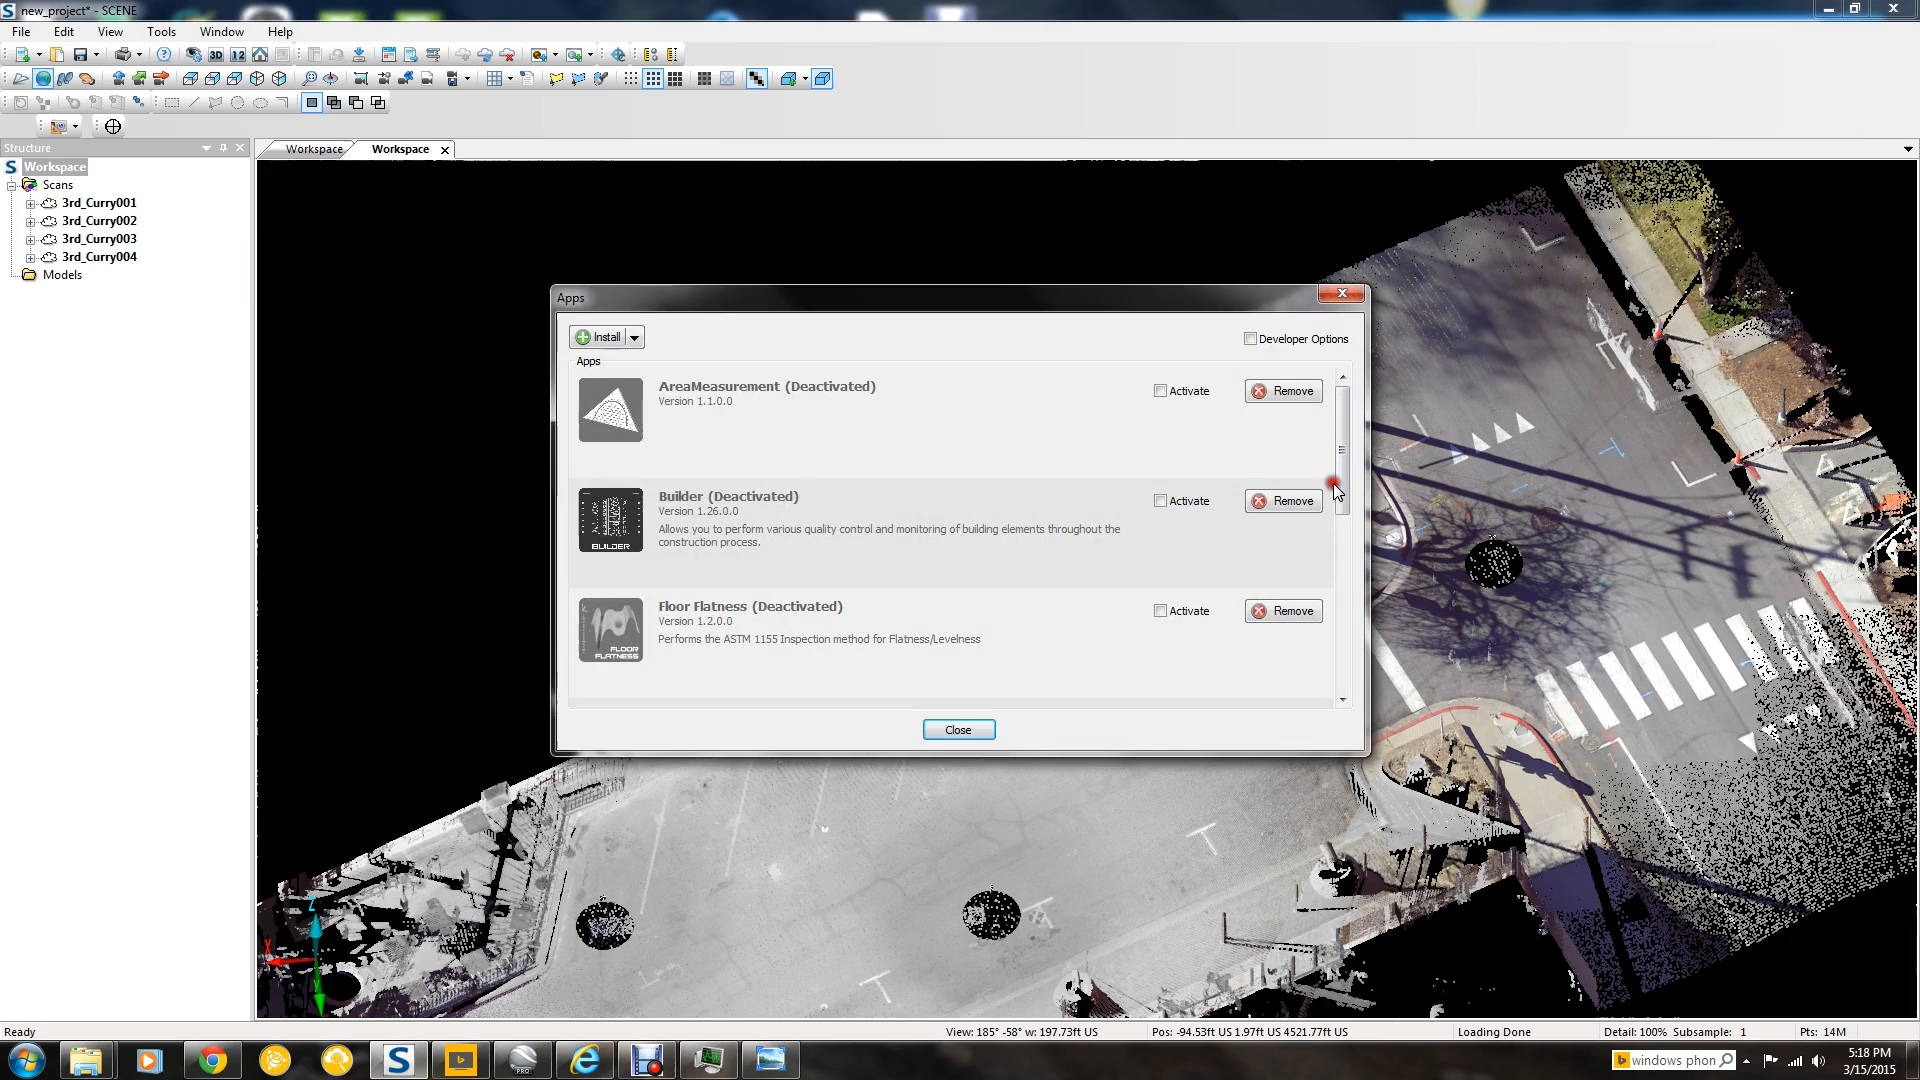 new_project* - SCENE
File Edit View Tools Window Help
Structure
Workspace
Workspace
Workspace
Scans
3rd_Curry001
3rd_Curry002
3rd_Curry003
3rd_Curry004
Models
Apps
Install
Developer Options
Apps
AreaMeasurement (Deactivated)
Version 1.1.0.0
Activate
Remove
Builder (Deactivated)
Version 1.26.0.0
Allows you to perform various quality control and monitoring of building elements throughout the
construction process.
BUILDER
Activate
Remove
Floor Flatness (Deactivated)
Version 1.2.0.0
Performs the ASTM 1155 Inspection method for Flatness/Levelness
FLOOR
FLATNESS
Activate
Remove
Close
Ready
View: 185° -58° w: 197.73ft US
Pos: -94.53ft US 1.97ft US 4521.77ft US
Loading Done
Detail: 100% Subsample: 1
Pts: 14M
windows phon
5:18 PM
3/15/2015